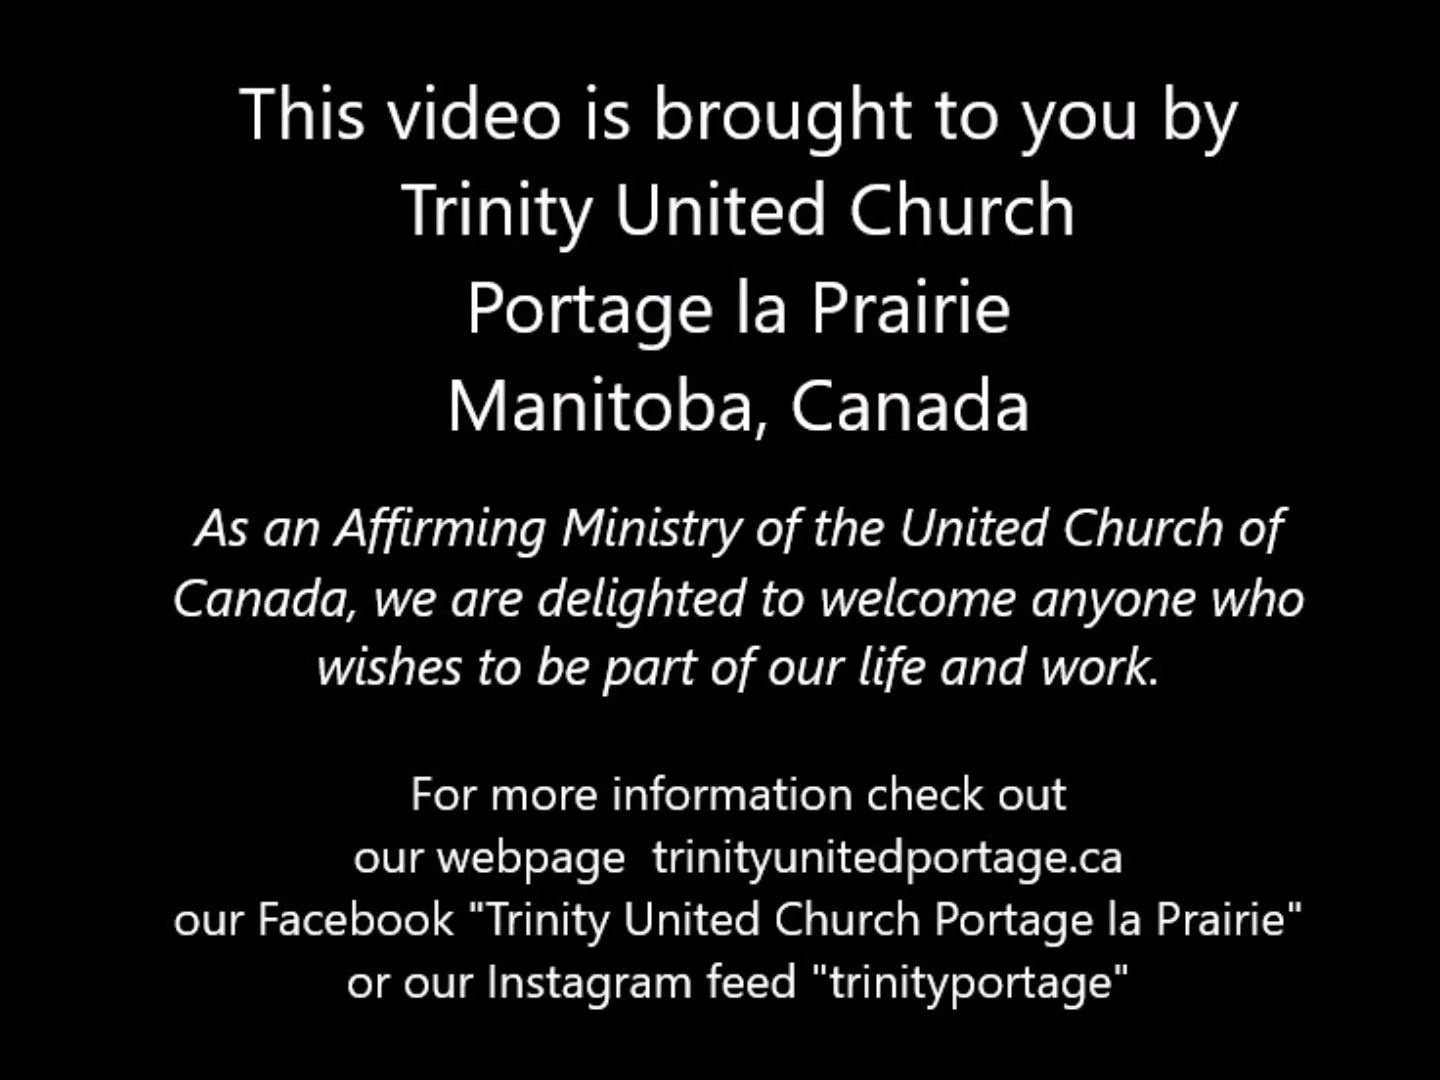 This video is brought to you by
Trinity United Church
Portage la Prairie
Manitoba, Canada
As an Affirming Ministry of the United Church of
Canada, we are delighted to welcome anyone who
wishes to be part of our life and work.
For more information check out
our webpage  trinityunitedportage.ca
our Facebook "Trinity United Church Portage la Prairie"
or our Instagram feed "trinityportage"